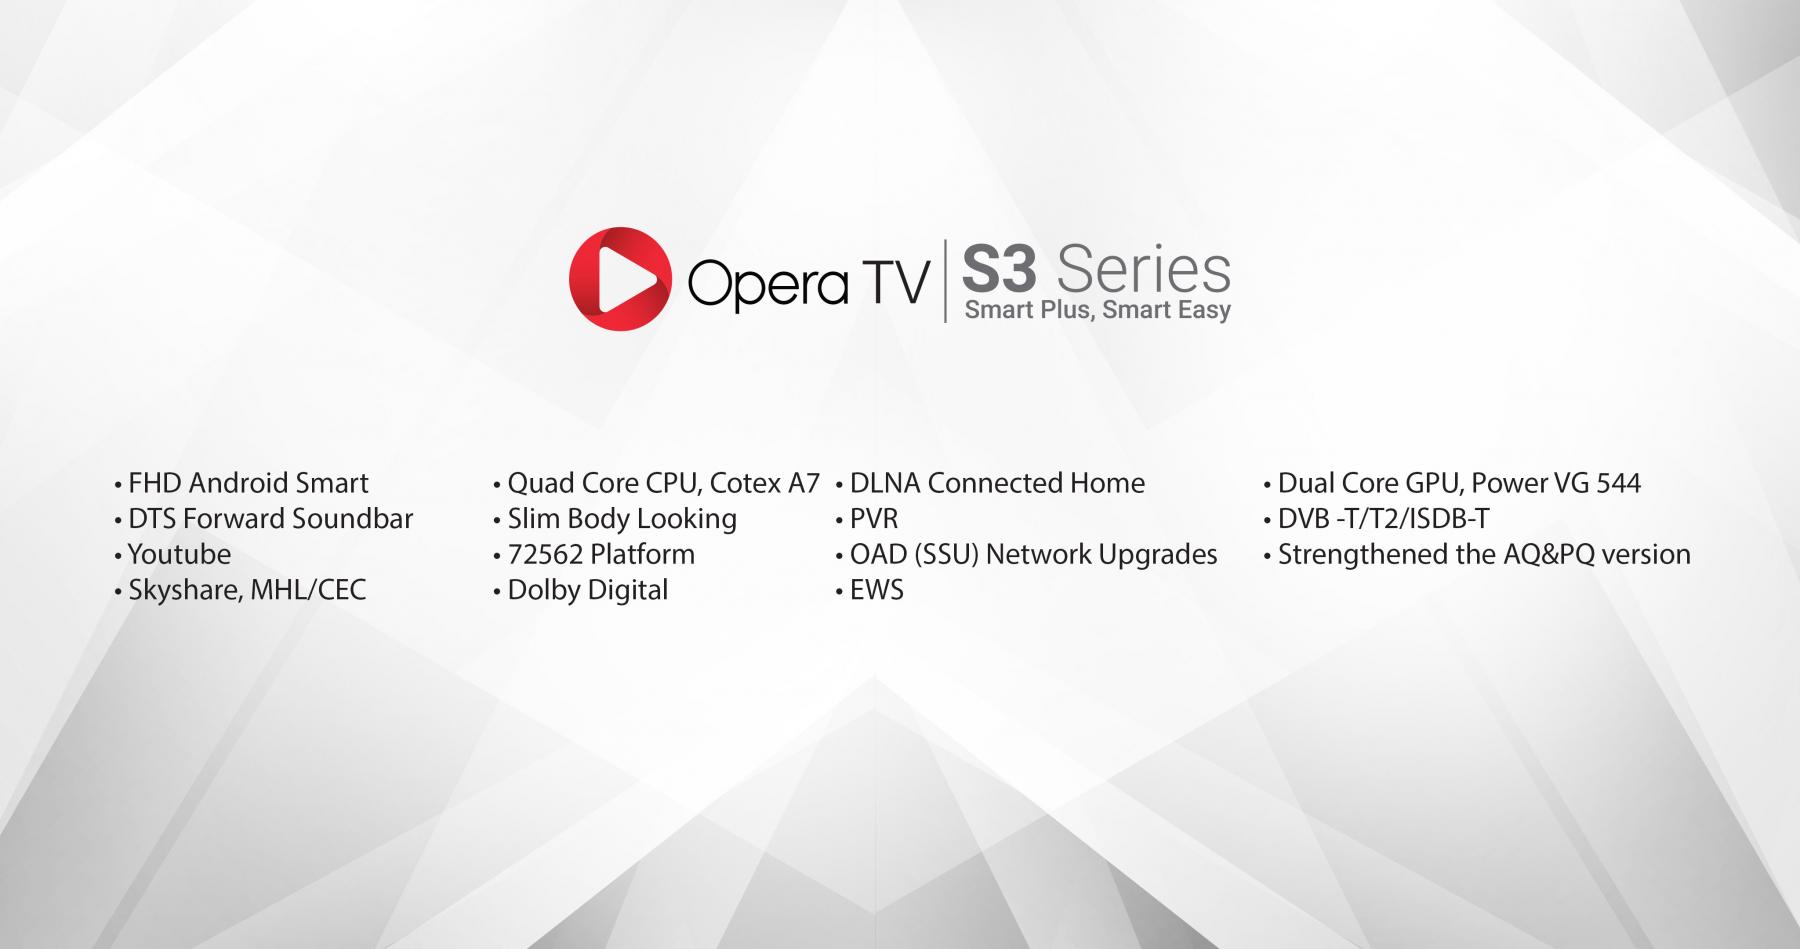 Opera TV
S3 Series
Smart Plus, Smart Easy
• FHD Android Smart
• DTS Forward Soundbar
• Youtube
• Skyshare, MHL/CEC
• Quad Core CPU, Cotex A7
• Slim Body Looking
• 72562 Platform
• Dolby Digital
• DLNA Connected Home
• PVR
• OAD (SSU) Network Upgrades
• EWS
• Dual Core GPU, Power VG 544
• DVB -T/T2/ISDB-T
• Strengthened the AQ&PQ version